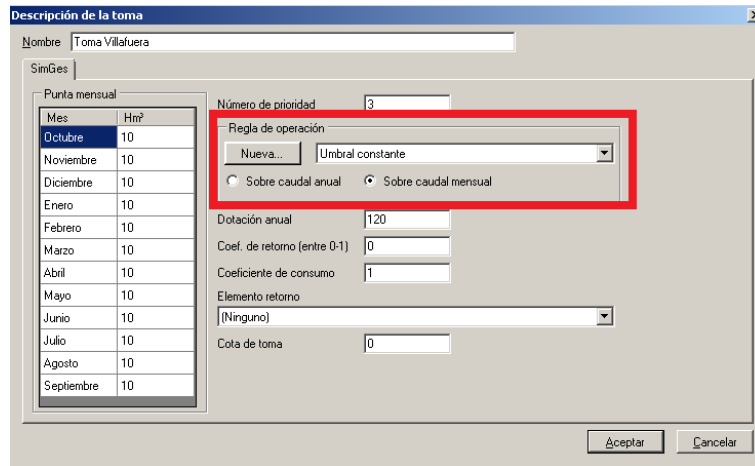 Descripción de la toma
Nombre Toma Villafuera
SimGes
Punta mensual
Mes Hm³
Octubre 10
Noviembre 10
Diciembre 10
Enero 10
Febrero 10
Marzo 10
Abril 10
Mayo 10
Junio 10
Julio 10
Agosto 10
Septiembre 10
Número de prioridad 3
Regla de operación
Nueva... Umbral constante
Sobre caudal anual Sobre caudal mensual
Dotación anual 120
Coef. de retorno (entre 0-1) 0
Coeficiente de consumo 1
Elemento retorno
(Ninguno)
Cota de toma 0
Aceptar Cancelar